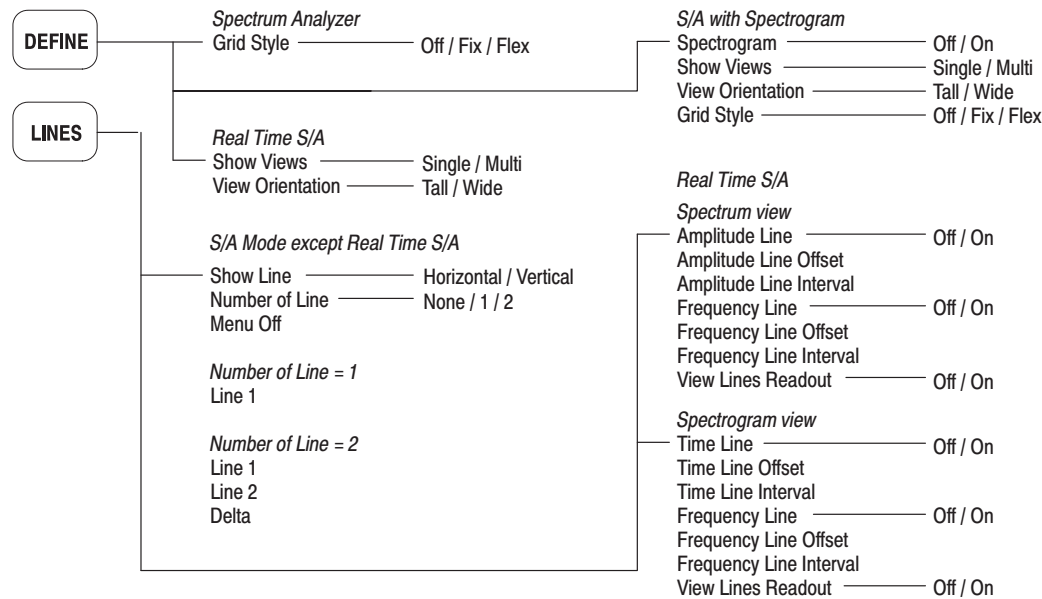 DEFINE
Spectrum Analyzer
Grid Style Off / Fix / Flex
S/A with Spectrogram
Spectrogram Off / On
Show Views Single / Multi
View Orientation Tall / Wide
Grid Style Off / Fix / Flex
LINES
Real Time S/A
Show Views Single / Multi
View Orientation Tall / Wide
S/A Mode except Real Time S/A
Show Line Horizontal / Vertical
Number of Line None / 1 / 2
Menu Off
Number of Line = 1
Line 1
Number of Line = 2
Line 1
Line 2
Delta
Real Time S/A
Spectrum view
Amplitude Line Off / On
Amplitude Line Offset
Amplitude Line Interval
Frequency Line Off / On
Frequency Line Offset
Frequency Line Interval
View Lines Readout Off / On
Spectrogram view
Time Line Off / On
Time Line Offset
Time Line Interval
Frequency Line Off / On
Frequency Line Offset
Frequency Line Interval
View Lines Readout Off / On